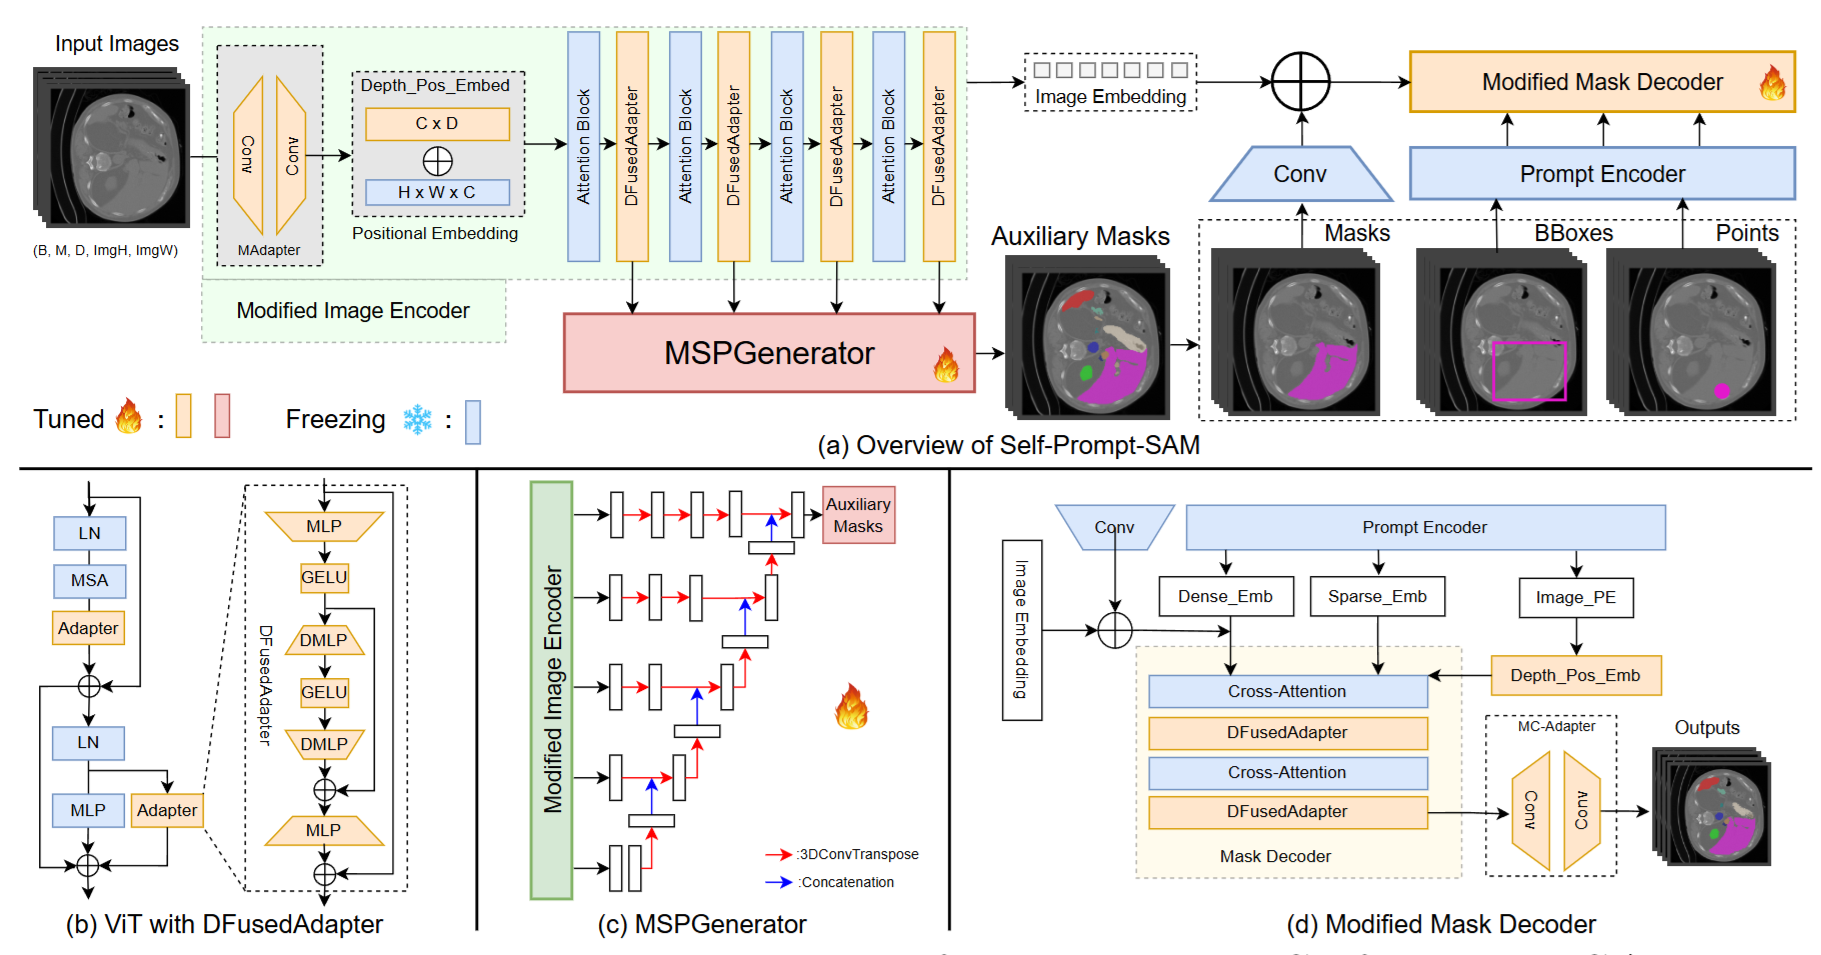 Input Images
(B, M, D, ImgH, ImgW)
Conv
Conv
MAdapter
Depth_Pos_Embed
C x D
H x W x C
Positional Embedding
Attention Block
DFusedAdapter
Attention Block
DFusedAdapter
Attention Block
DFusedAdapter
Attention Block
DFusedAdapter
Modified Image Encoder
Image Embedding
Modified Mask Decoder
Conv
Prompt Encoder
MSPGenerator
Auxiliary Masks
Masks
BBoxes
Points
Tuned :
Freezing :
(a) Overview of Self-Prompt-SAM
LN
MSA
Adapter
LN
MLP
Adapter
DFusedAdapter
MLP
GELU
DMLP
GELU
DMLP
MLP
(b) ViT with DFusedAdapter
Modified Image Encoder
Auxiliary
Masks
:3DConvTranspose
:Concatenation
(c) MSPGenerator
Conv
Prompt Encoder
Image Embedding
Dense_Emb
Sparse_Emb
Image_PE
Depth_Pos_Emb
Cross-Attention
DFusedAdapter
Cross-Attention
DFusedAdapter
Mask Decoder
MC-Adapter
Conv
Conv
Outputs
(d) Modified Mask Decoder